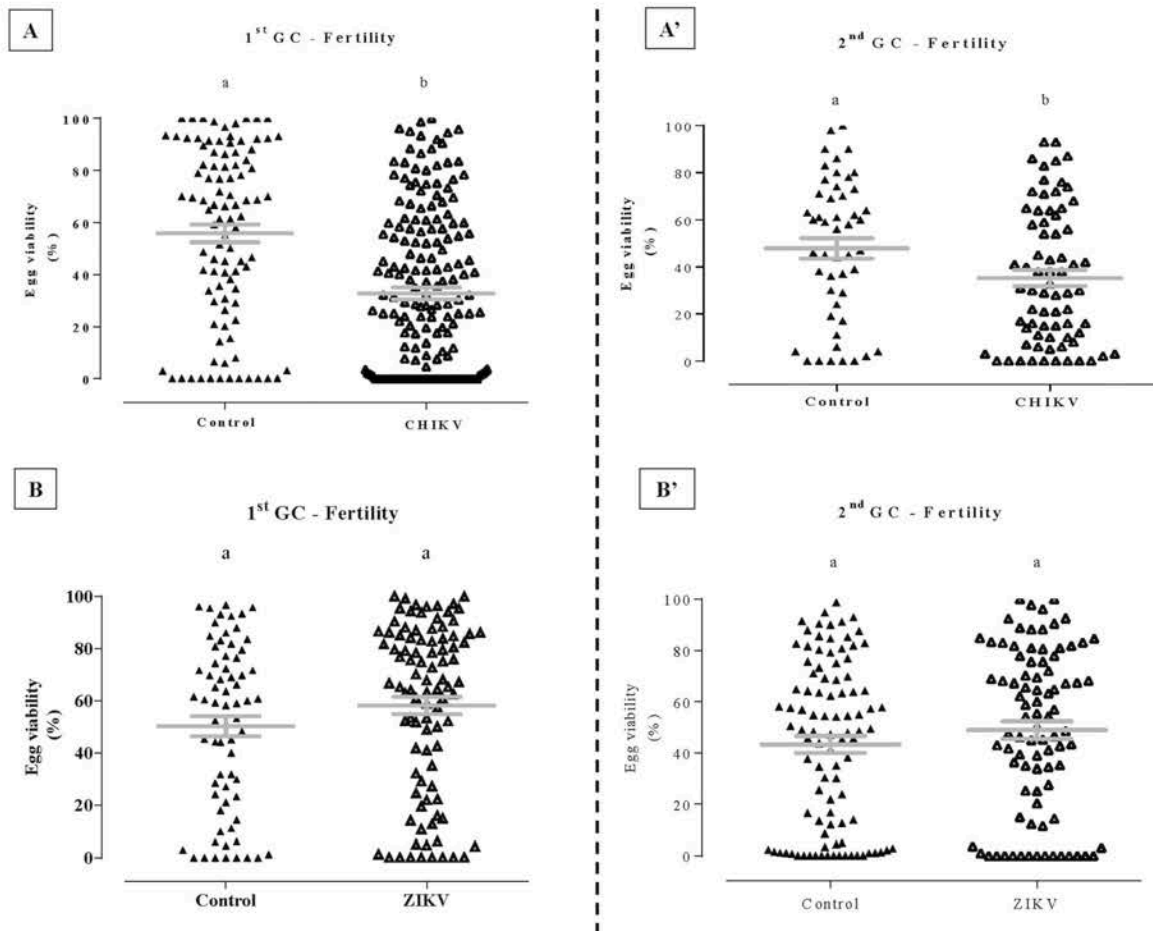 A
1st GC - Fertility
a b
Egg viability
(%)
100
80
60
40
20
0
Control CHIKV
A'
2nd GC - Fertility
a b
Egg viability
(%)
100
80
60
40
20
0
Control CHIKV
B
1st GC - Fertility
a a
Egg viability
(%)
100
80
60
40
20
0
Control ZIKV
B'
2nd GC - Fertility
a a
Egg viability
(%)
100
80
60
40
20
0
Control ZIKV